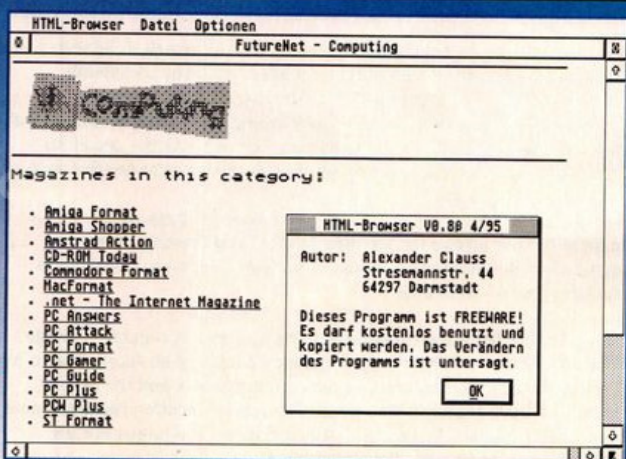 HTML-Browser Datei Optionen
FutureNet - Computing
Computing
Magazines in this category:
• Amiga Format
• Amiga Shopper
• Amstrad Action
• CD-ROM Today
• Commodore Format
• MacFormat
• .net - The Internet Magazine
• PC Answers
• PC Attack
• PC Format
• PC Gamer
• PC Guide
• PC Plus
• PCW Plus
• ST Format
HTML-Browser V0.8β 4/95
Autor: Alexander Clauss
Stresemannstr. 44
64297 Darmstadt
Dieses Programm ist FREEWARE!
Es darf kostenlos benutzt und
kopiert werden. Das Verändern
des Programms ist untersagt.
OK